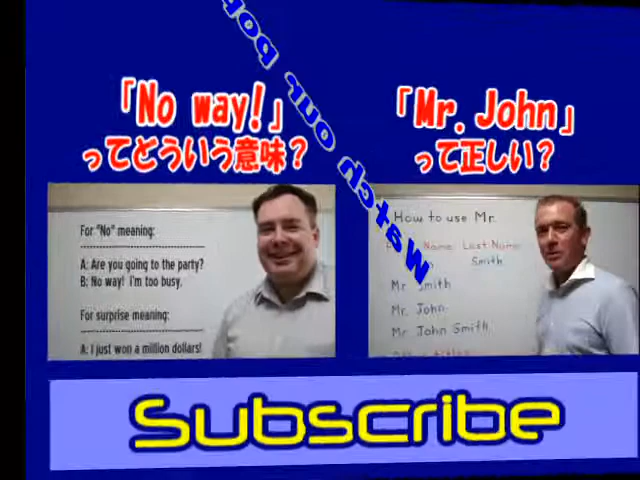 「No way!」
ってどういう意味？
「Mr. John」
って正しい？
Watch our
For "No" meaning:
A: Are you going to the party?
B: No way! I'm too busy.
For surprise meaning:
A: I just won a million dollars!
How to use Mr.
Name Last Name
Smith
Mr. Smith
Mr. John
Mr. John Smith
Subscribe